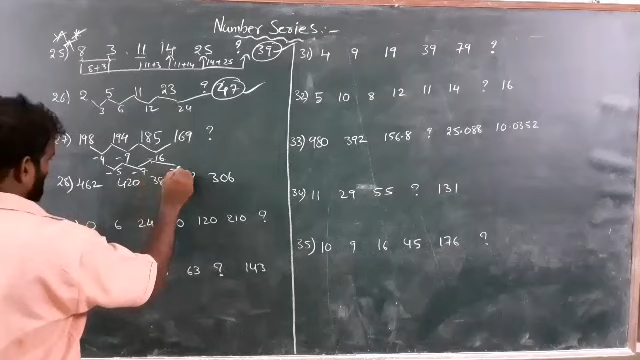 Number Series:-
25) 8 3 11 14 25 ? 39
8+3 11+3 11+14 14+25
26) 2 5 11 23 ? 47
3 6 12 24
27) 198 194 185 169 ?
-4 -9 -16
-5 -7
28) 462 420 306
0 6 24 0 120 210 ?
63 ? 143
31) 4 9 19 39 79 ?
32) 5 10 8 12 11 14 ? 16
33) 980 392 156.8 ? 25.088 10.0352
34) 11 29 55 ? 131
35) 10 9 16 45 176 ?